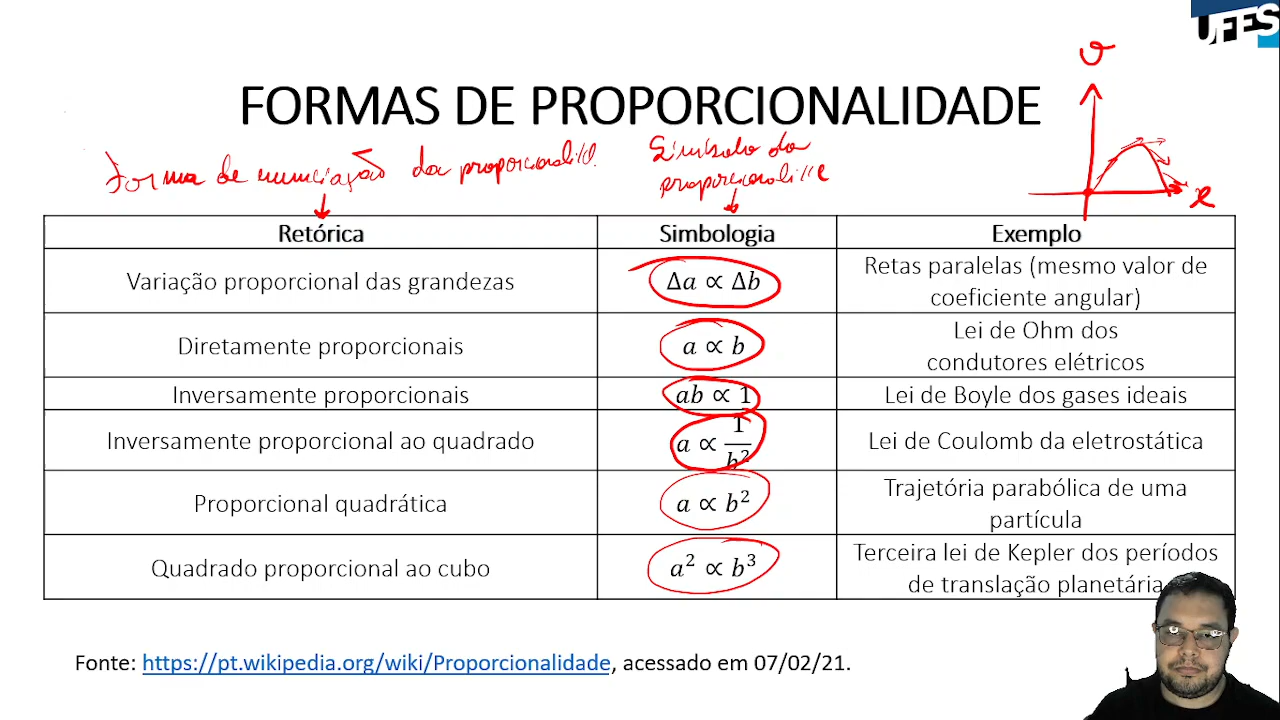 UFES
FORMAS DE PROPORCIONALIDADE
Forma de enunciação da proporcionalid.
Símbolo da
proporcionalidade
v
x
Retórica
Simbologia
Exemplo
Variação proporcional das grandezas
Δa ∝ Δb
Retas paralelas (mesmo valor de
coeficiente angular)
Diretamente proporcionais
a ∝ b
Lei de Ohm dos
condutores elétricos
Inversamente proporcionais
ab ∝ 1
Lei de Boyle dos gases ideais
Inversamente proporcional ao quadrado
a ∝ 1/b²
Lei de Coulomb da eletrostática
Proporcional quadrática
a ∝ b²
Trajetória parabólica de uma
partícula
Quadrado proporcional ao cubo
a² ∝ b³
Terceira lei de Kepler dos períodos
de translação planetária
Fonte: https://pt.wikipedia.org/wiki/Proporcionalidade, acessado em 07/02/21.